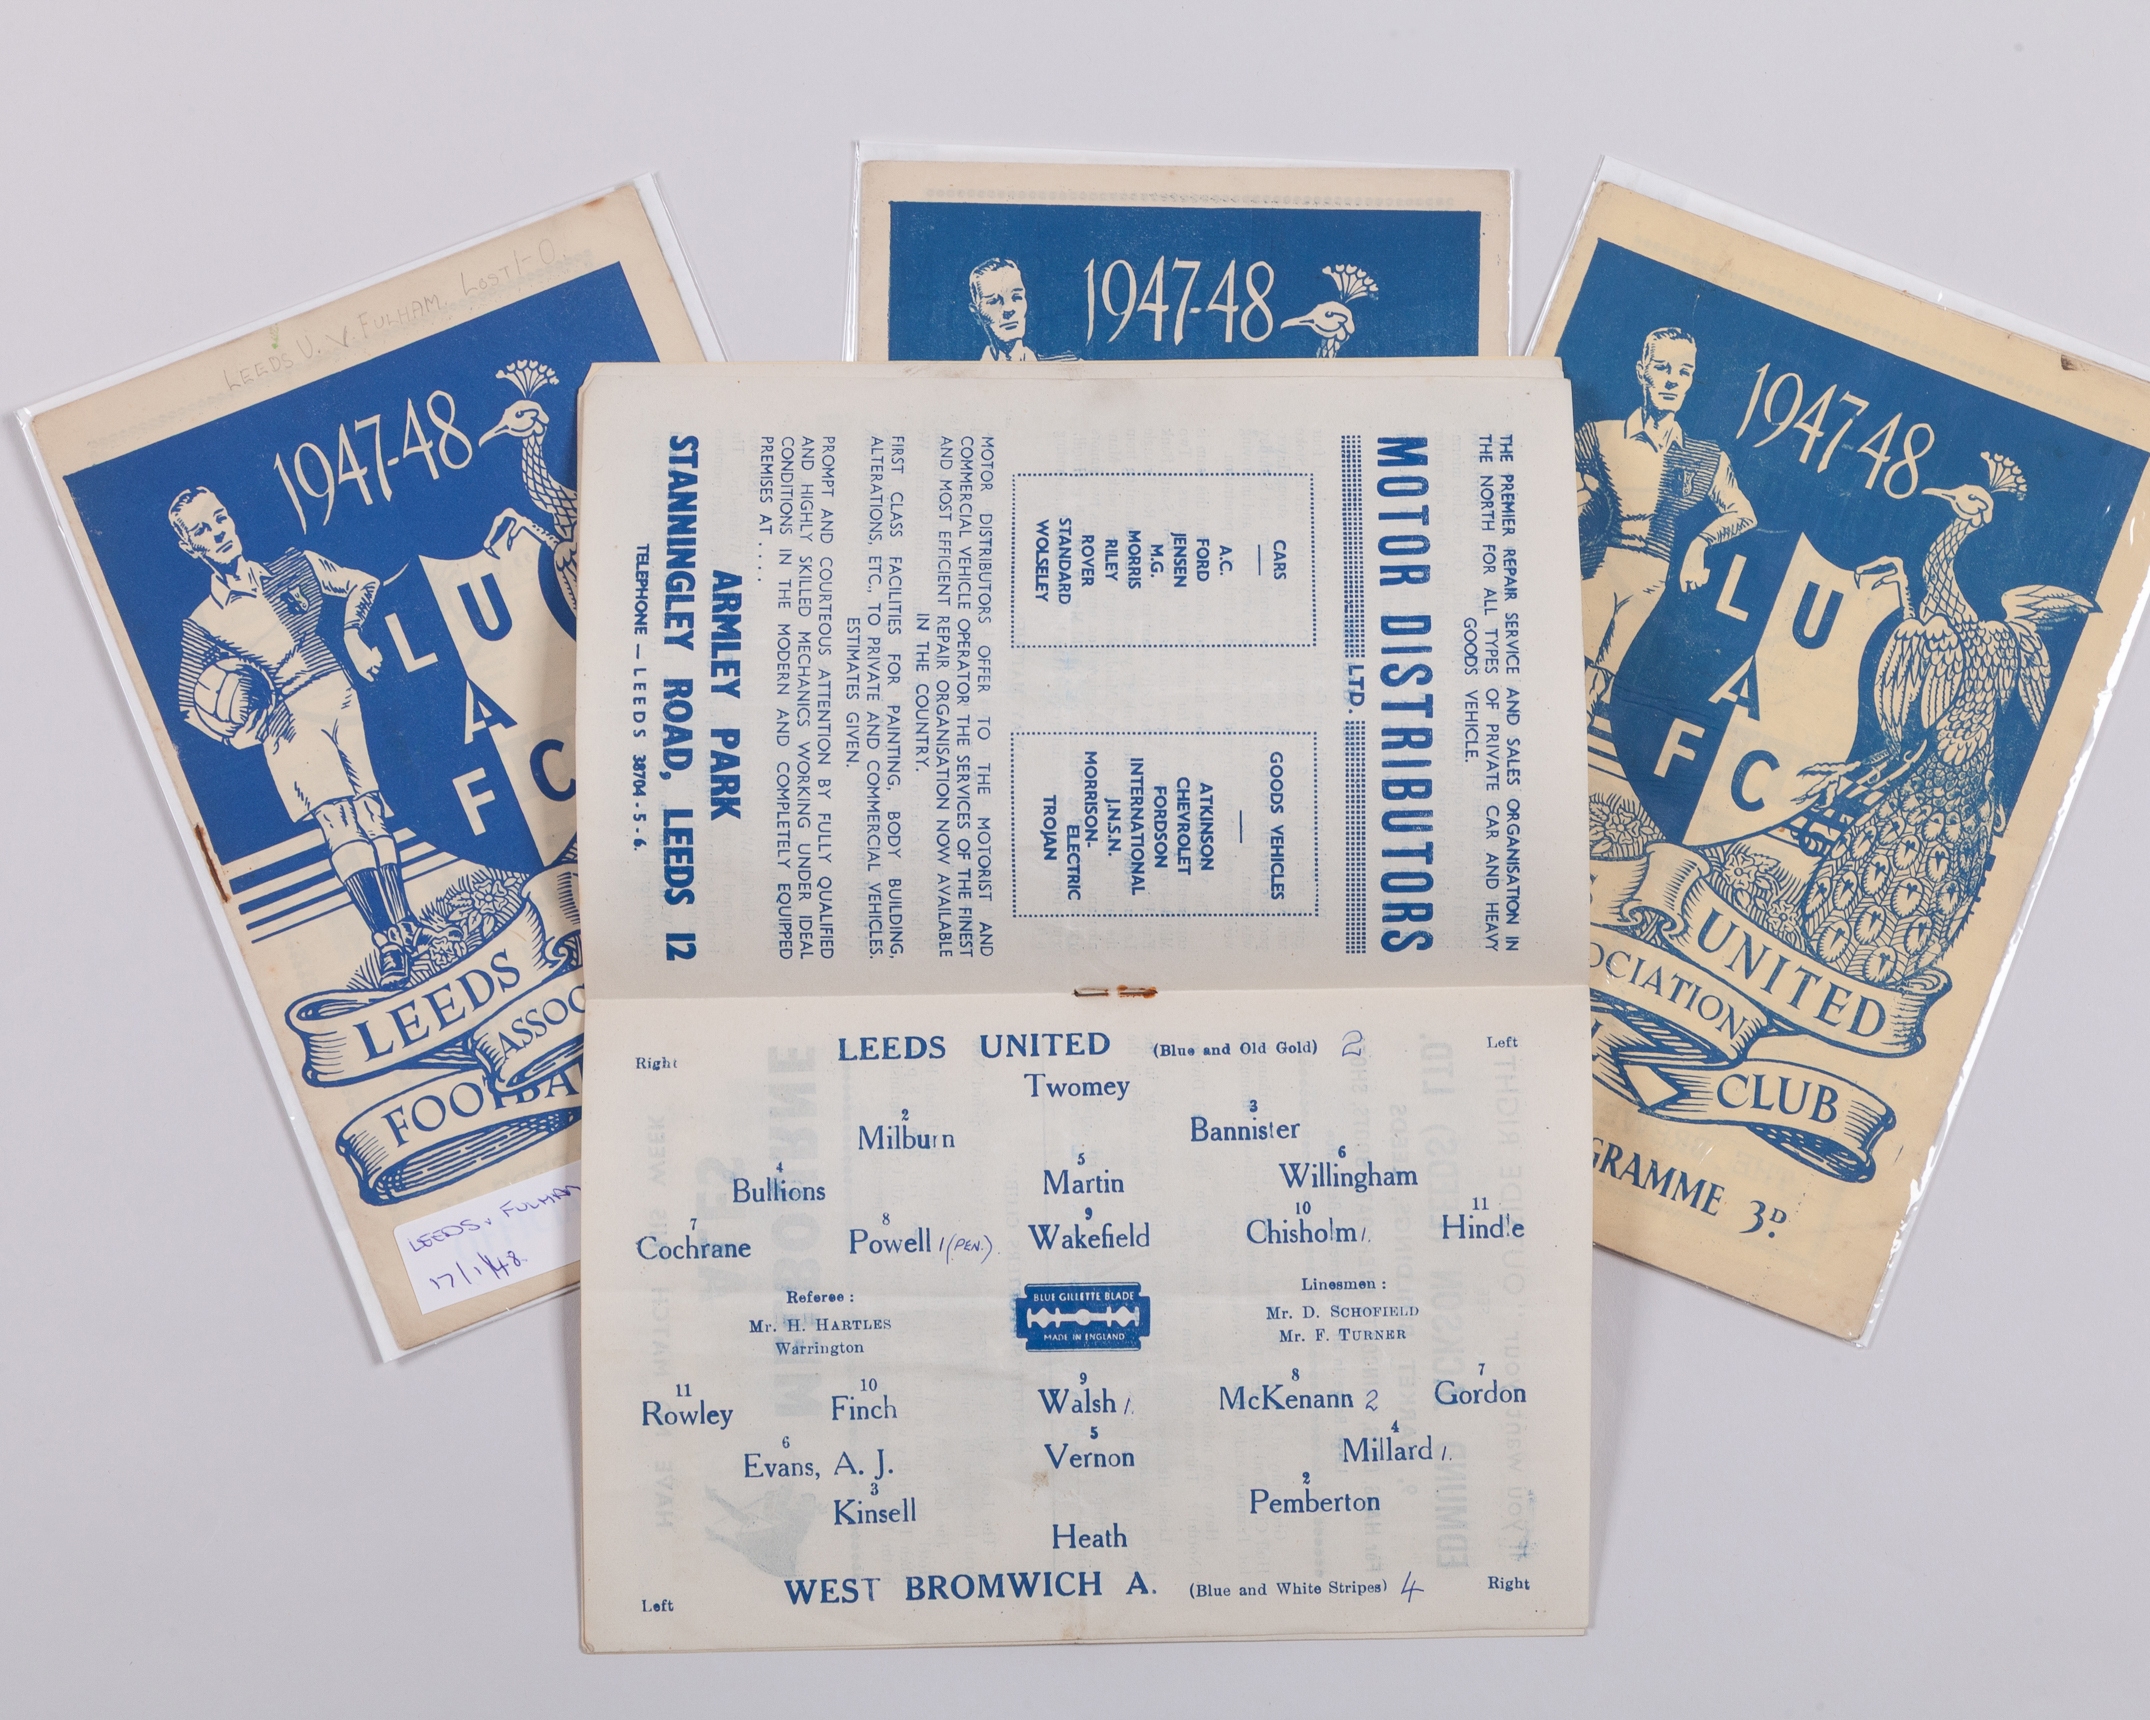 LEEDS U. V. FULHAM. LOST 1-0.
1947-48
L U
A
F C
LEEDS
ASSOC
FOOTBA
LEEDS v FULHAM
17/1/48.
1947-48
1947-48
L U
A
F C
UNITED
OCIATION
CLUB
GRAMME 3D.
THE PREMIER REPAIR SERVICE AND SALES ORGANISATION IN
THE NORTH FOR ALL TYPES OF PRIVATE CAR AND HEAVY
GOODS VEHICLE.
MOTOR DISTRIBUTORS
LTD.
CARS
A.C.
FORD
JENSEN
M.G.
MORRIS
RILEY
ROVER
STANDARD
WOLSELEY
GOODS VEHICLES
ATKINSON
CHEVROLET
FORDSON
INTERNATIONAL
J.N.S.N.
MORRISON-
ELECTRIC
TROJAN
MOTOR DISTRIBUTORS OFFER TO THE MOTORIST AND
COMMERCIAL VEHICLE OPERATOR THE SERVICES OF THE FINEST
AND MOST EFFICIENT REPAIR ORGANISATION NOW AVAILABLE
IN THE COUNTRY.
FIRST CLASS FACILITIES FOR PAINTING, BODY BUILDING,
ALTERATIONS, ETC., TO PRIVATE AND COMMERCIAL VEHICLES.
ESTIMATES GIVEN.
PROMPT AND COURTEOUS ATTENTION BY FULLY QUALIFIED
AND HIGHLY SKILLED MECHANICS WORKING UNDER IDEAL
CONDITIONS IN THE MODERN AND COMPLETELY EQUIPPED
PREMISES AT . . . .
ARMLEY PARK
STANNINGLEY ROAD, LEEDS 12
TELEPHONE — LEEDS 38704-5-6.
Right LEEDS UNITED (Blue and Old Gold) 2 Left
Twomey
2 3
Milburn Bannister
4 5 6
Bullions Martin Willingham
7 8 9 10 11
Cochrane Powell 1 (PEN.). Wakefield Chisholm 1. Hindle
Referee : Linesmen :
Mr. H. HARTLES BLUE GILLETTE BLADE Mr. D. SCHOFIELD
Warrington MADE IN ENGLAND Mr. F. TURNER
11 10 9 8 7
Rowley Finch Walsh 1. McKenann 2 Gordon
6 5 4
Evans, A. J. Vernon Millard 1.
3 2
Kinsell Pemberton
Heath
Left WEST BROMWICH A. (Blue and White Stripes) 4 Right